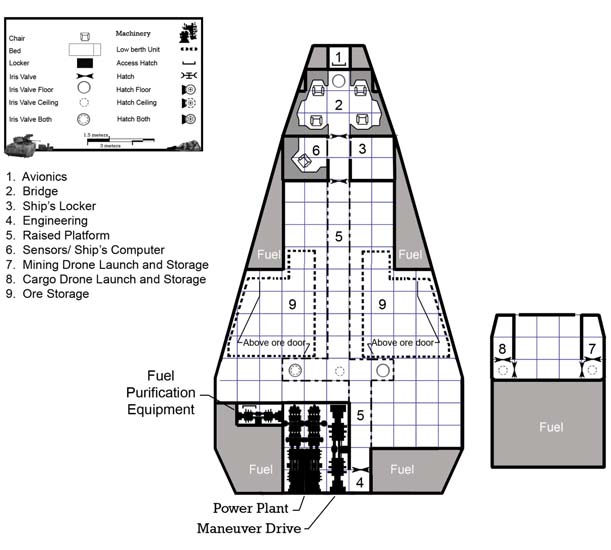 Chair
Machinery
Bed
Low berth Unit
Locker
Access Hatch
Iris Valve
Hatch
Iris Valve Floor
Hatch Floor
Iris Valve Ceiling
Hatch Ceiling
Iris Valve Both
Hatch Both
1.5 meters
3 meters
1. Avionics
2. Bridge
3. Ship's Locker
4. Engineering
5. Raised Platform
6. Sensors/ Ship's Computer
7. Mining Drone Launch and Storage
8. Cargo Drone Launch and Storage
9. Ore Storage
1
2
6
3
5
Fuel
Fuel
9
9
Above ore door
Above ore door
8
7
Fuel
Fuel
Purification
Equipment
5
Fuel
Fuel
4
Power Plant
Maneuver Drive